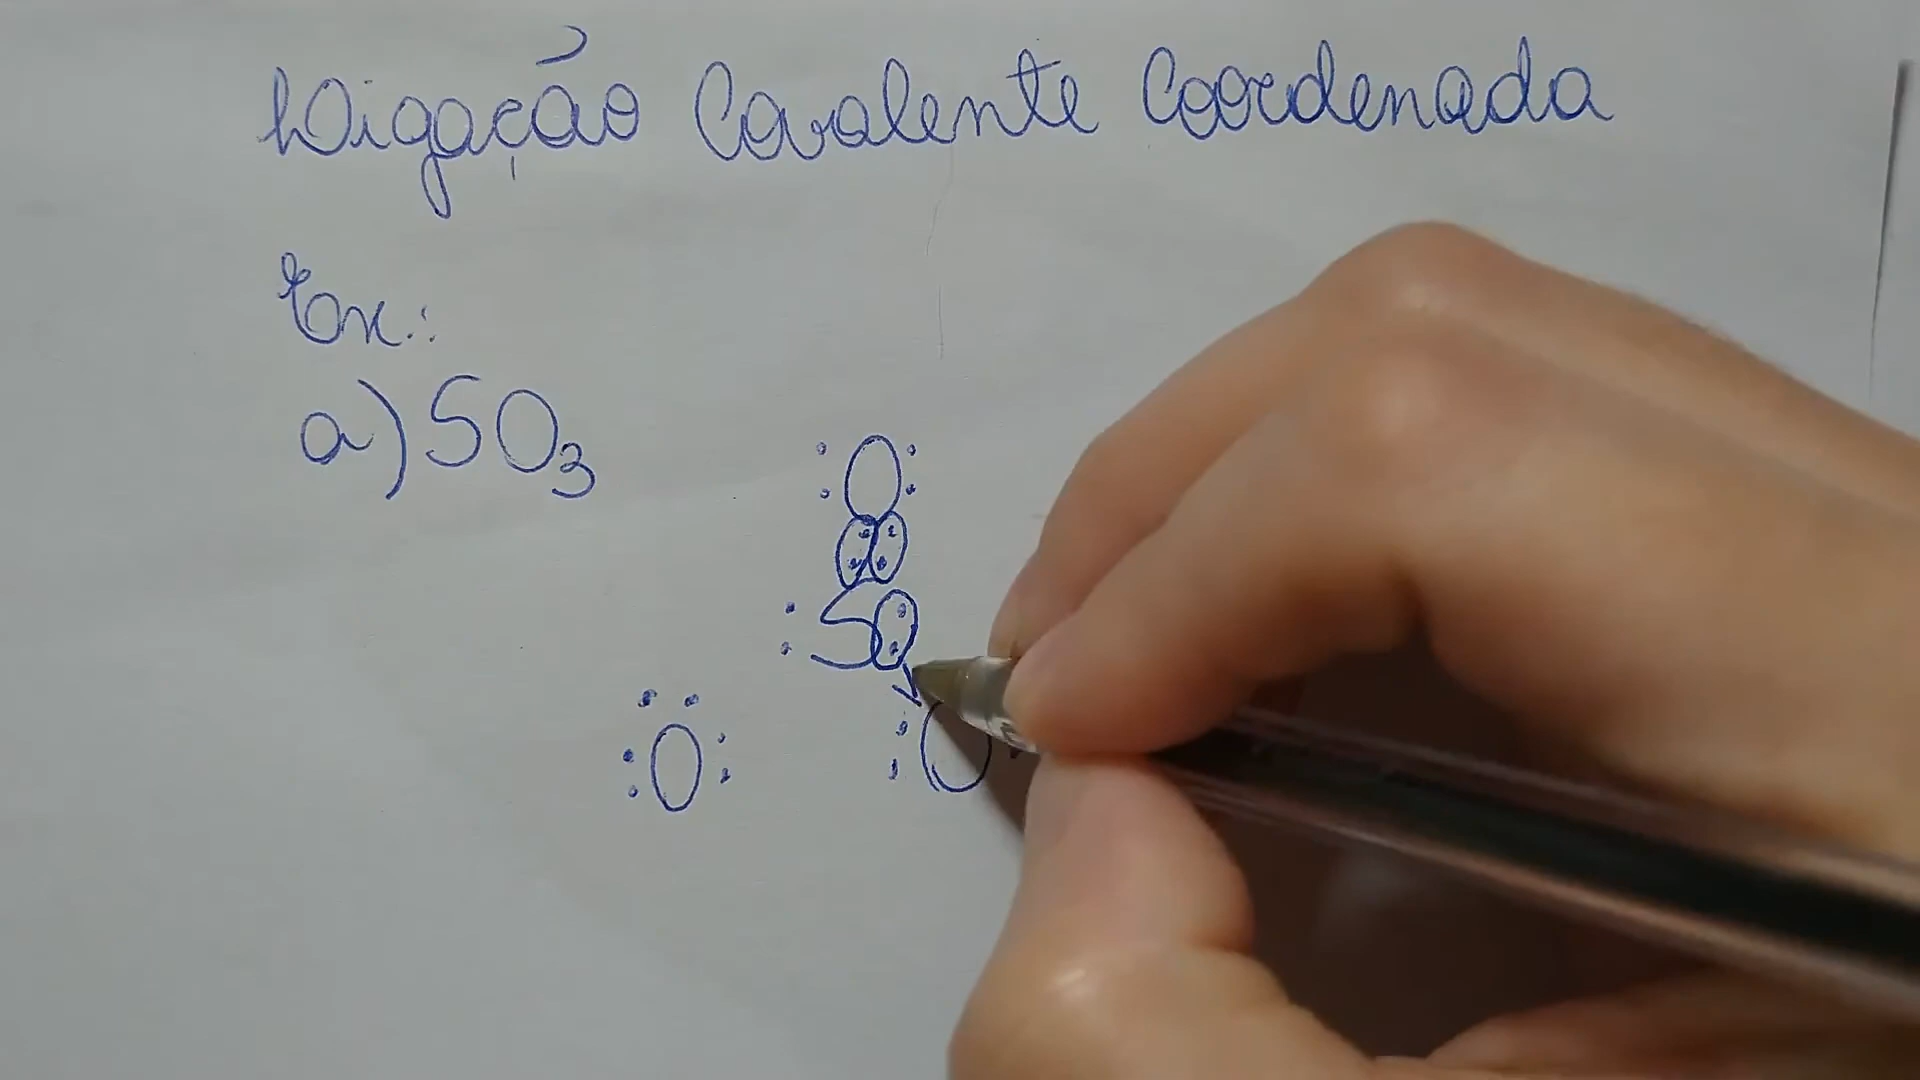 Ligação Covalente Coordenada
Ex.:
a) SO₃
O
S
O O